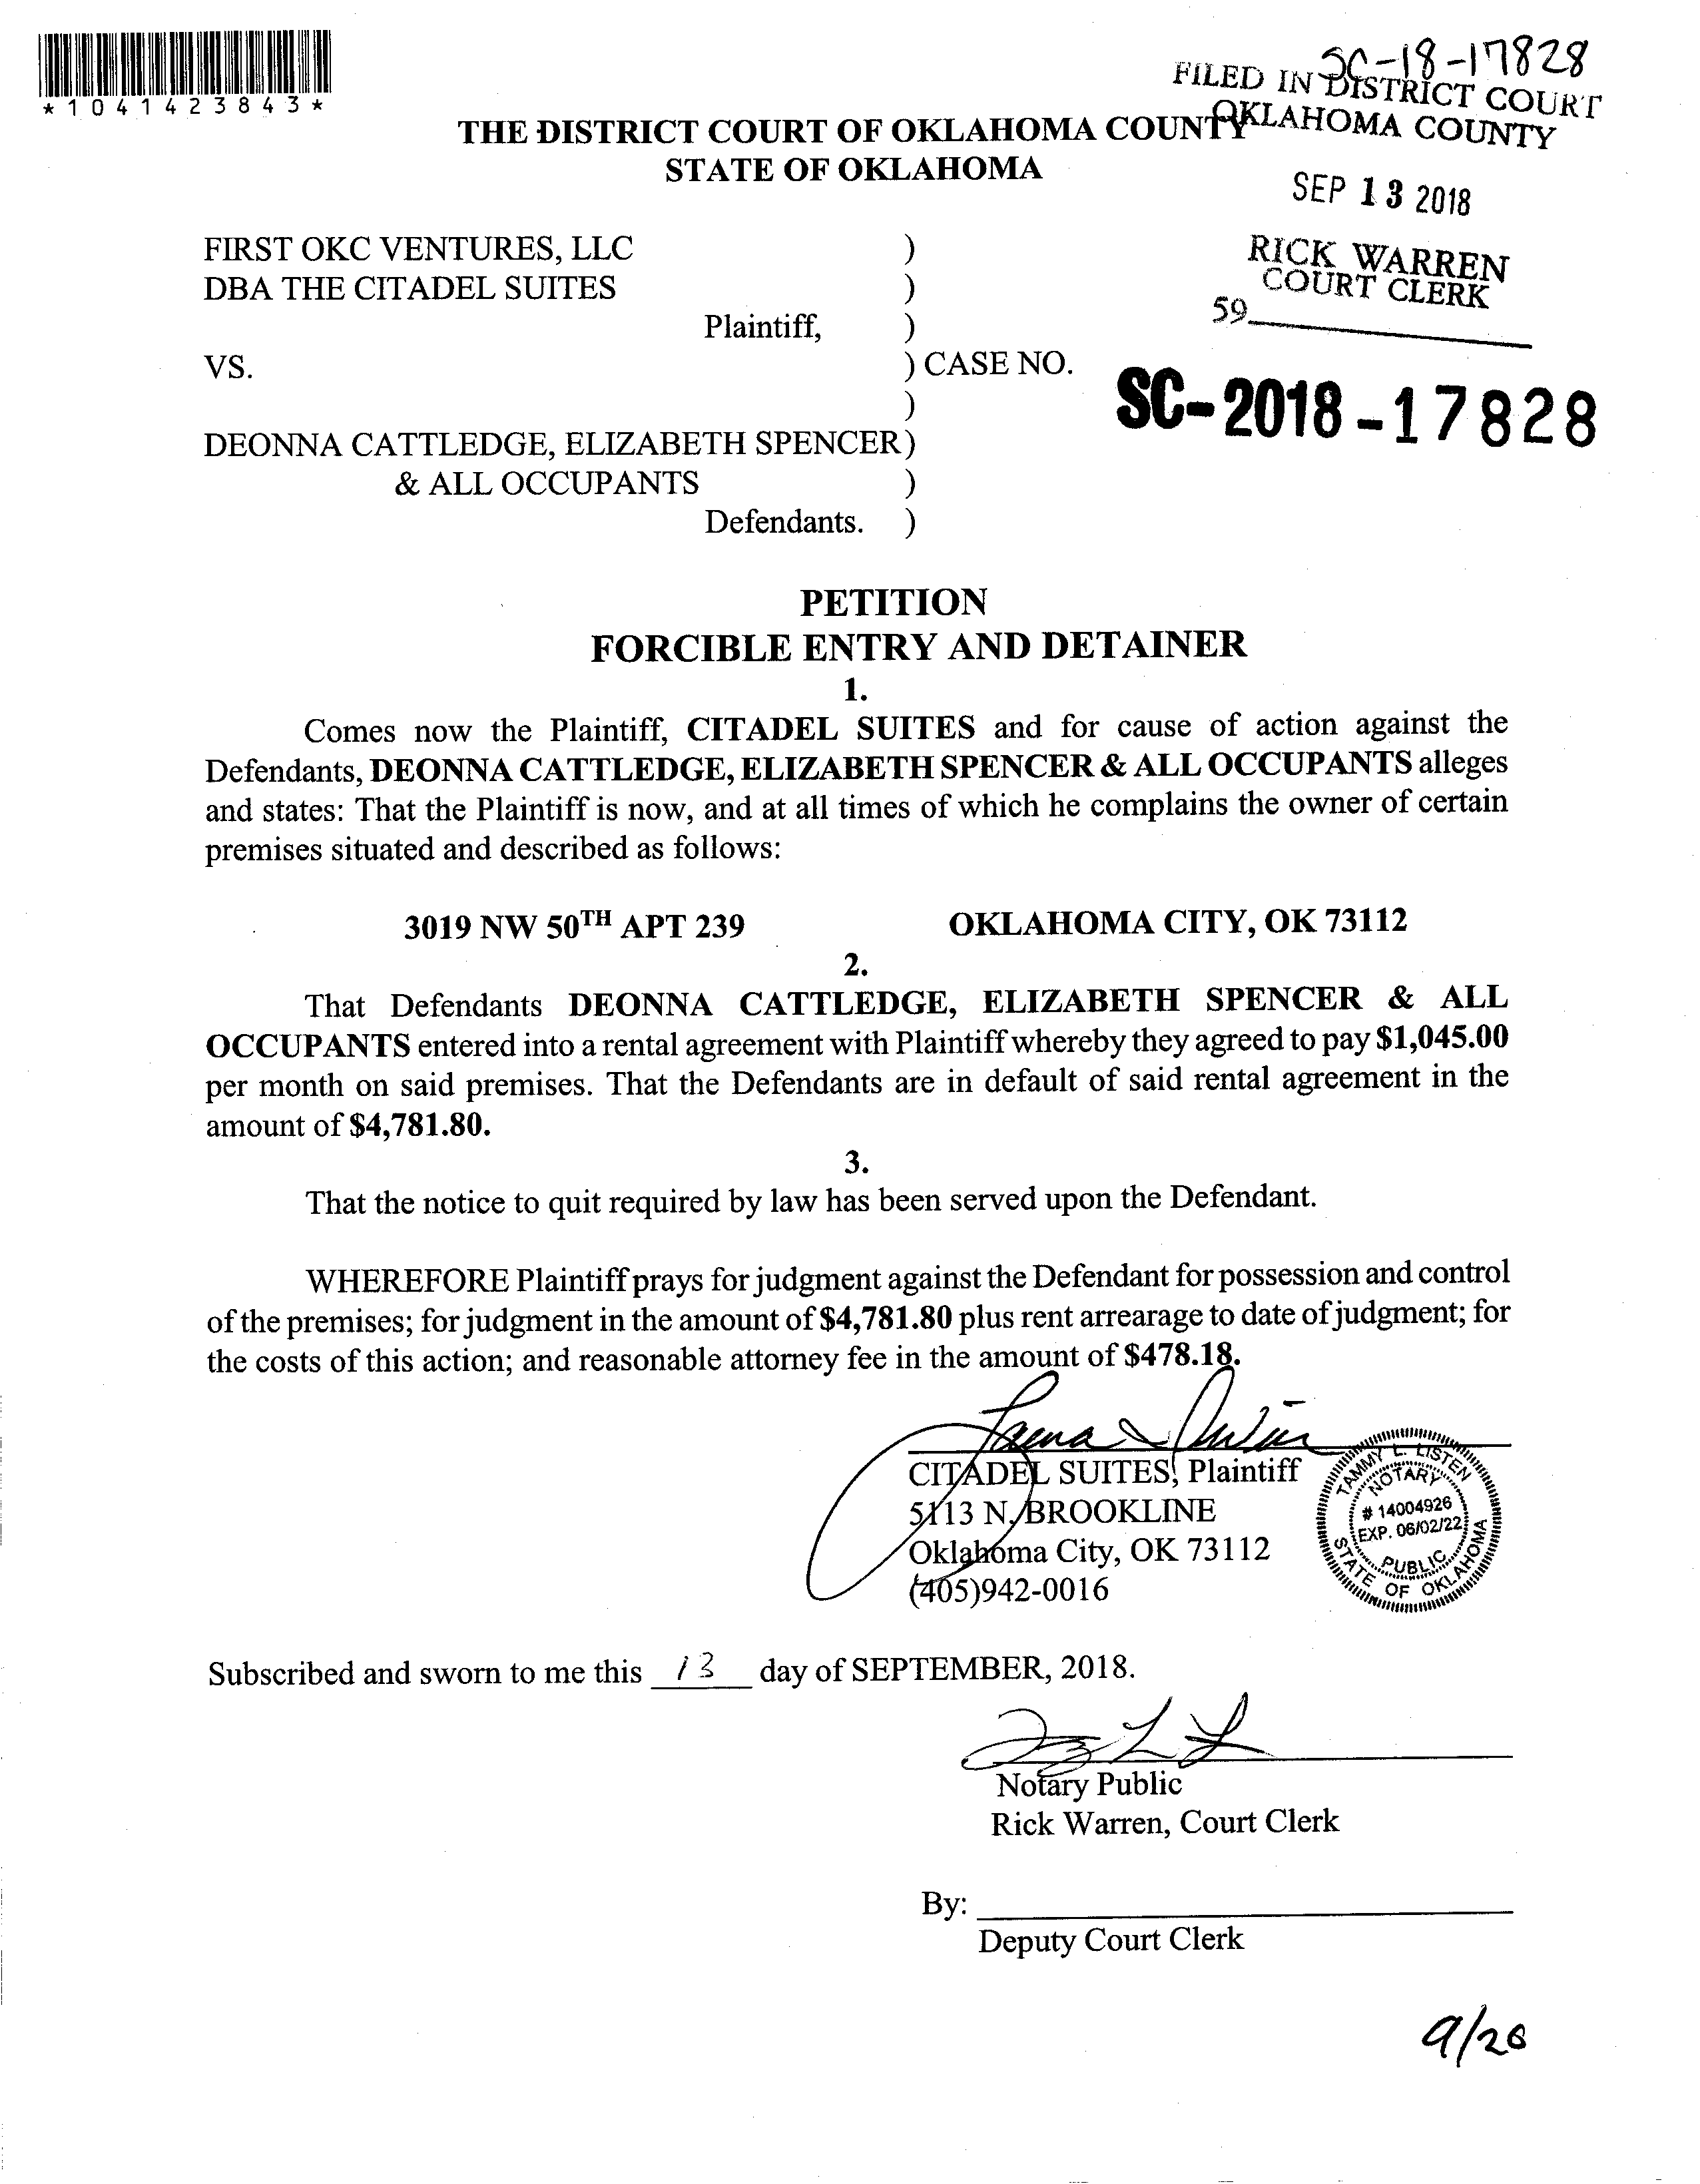 *1041423843*
SC-18-17828
FILED IN DISTRICT COURT
OKLAHOMA COUNTY
THE DISTRICT COURT OF OKLAHOMA COUNTY
STATE OF OKLAHOMA
SEP 13 2018
RICK WARREN
COURT CLERK
59
FIRST OKC VENTURES, LLC )
DBA THE CITADEL SUITES )
Plaintiff, )
VS. ) CASE NO.
)
SC-2018-17828
DEONNA CATTLEDGE, ELIZABETH SPENCER )
& ALL OCCUPANTS )
Defendants. )
PETITION
FORCIBLE ENTRY AND DETAINER
1.
Comes now the Plaintiff, CITADEL SUITES and for cause of action against the
Defendants, DEONNA CATTLEDGE, ELIZABETH SPENCER & ALL OCCUPANTS alleges
and states: That the Plaintiff is now, and at all times of which he complains the owner of certain
premises situated and described as follows:
3019 NW 50TH APT 239 OKLAHOMA CITY, OK 73112
2.
That Defendants DEONNA CATTLEDGE, ELIZABETH SPENCER & ALL
OCCUPANTS entered into a rental agreement with Plaintiff whereby they agreed to pay $1,045.00
per month on said premises. That the Defendants are in default of said rental agreement in the
amount of $4,781.80.
3.
That the notice to quit required by law has been served upon the Defendant.
WHEREFORE Plaintiff prays for judgment against the Defendant for possession and control
of the premises; for judgment in the amount of $4,781.80 plus rent arrearage to date of judgment; for
the costs of this action; and reasonable attorney fee in the amount of $478.18.
CITADEL SUITES, Plaintiff
5113 N. BROOKLINE
Oklahoma City, OK 73112
(405)942-0016
TAMMY L. LISTEN
NOTARY
# 14004926
EXP. 06/02/22
PUBLIC
STATE OF OKLAHOMA
Subscribed and sworn to me this 13 day of SEPTEMBER, 2018.
Notary Public
Rick Warren, Court Clerk
By:
Deputy Court Clerk